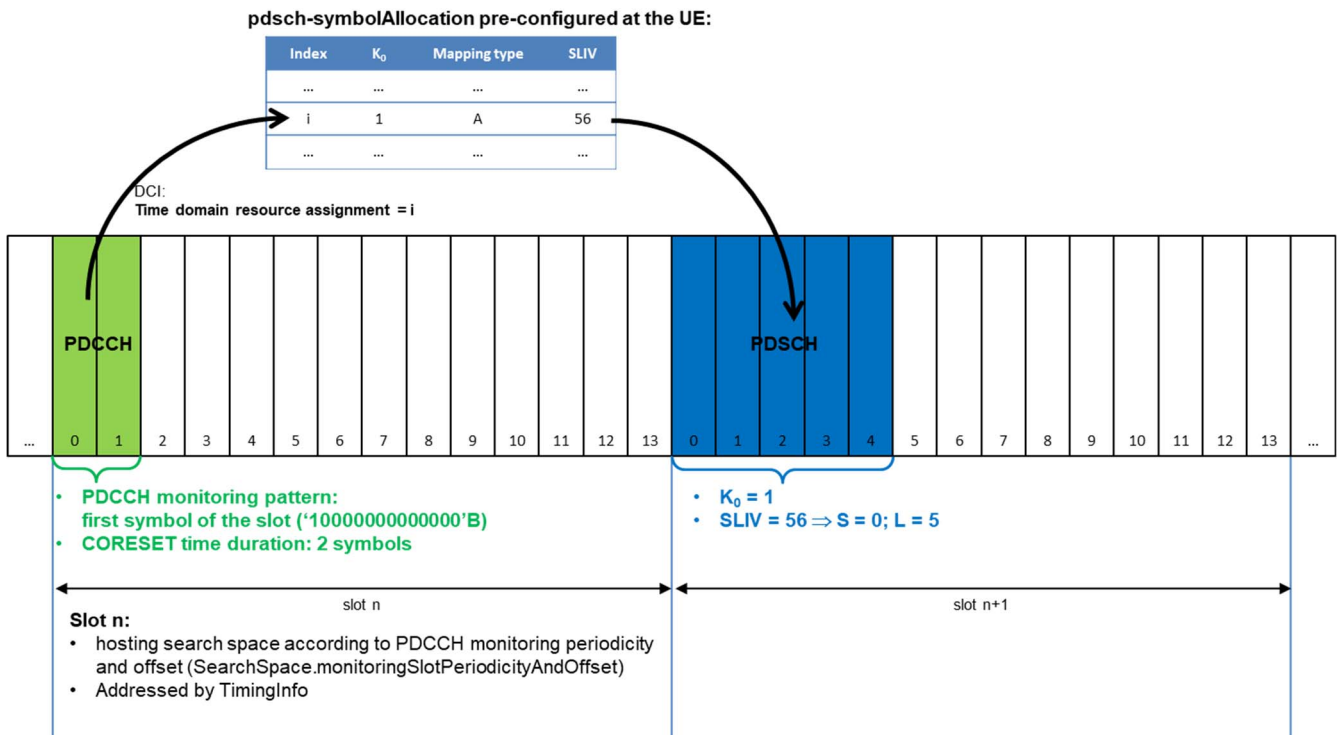 pdsch-symbolAllocation pre-configured at the UE:
Index K₀ Mapping type SLIV
... ... ... ...
i 1 A 56
... ... ... ...
DCI:
Time domain resource assignment = i
PDCCH PDSCH
... 0 1 2 3 4 5 6 7 8 9 10 11 12 13 0 1 2 3 4 5 6 7 8 9 10 11 12 13 ...
• PDCCH monitoring pattern:
first symbol of the slot (‘10000000000000’B)
• CORESET time duration: 2 symbols
• K₀ = 1
• SLIV = 56 ⇒ S = 0; L = 5
slot n slot n+1
Slot n:
• hosting search space according to PDCCH monitoring periodicity
and offset (SearchSpace.monitoringSlotPeriodicityAndOffset)
• Addressed by TimingInfo